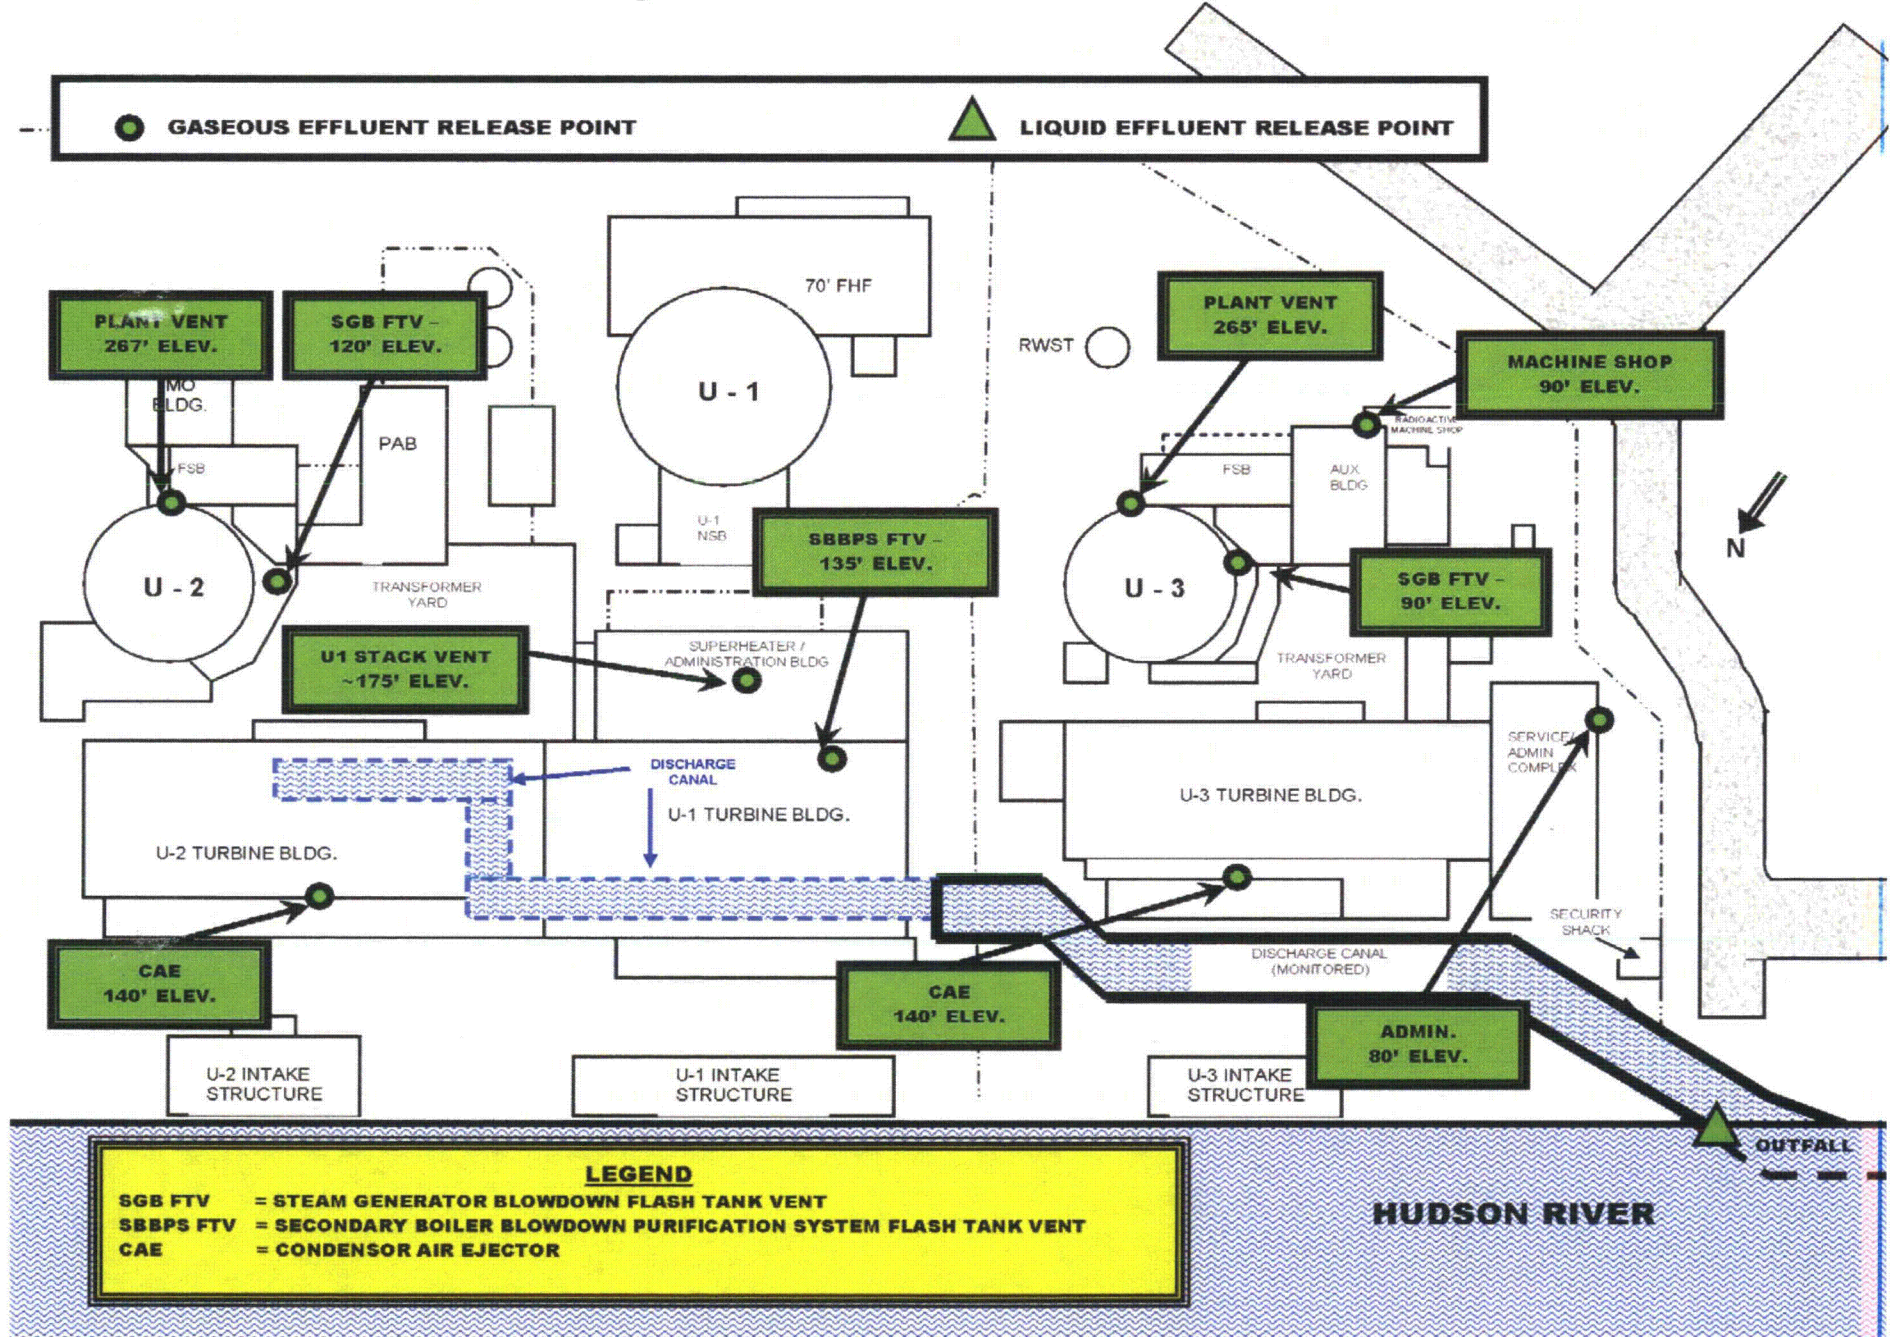 GASEOUS EFFLUENT RELEASE POINT
LIQUID EFFLUENT RELEASE POINT
70' FHF
PLANT VENT
267' ELEV.
SGB FTV –
120' ELEV.
PLANT VENT
265' ELEV.
RWST
MACHINE SHOP
90' ELEV.
MO
BLDG.
U - 1
RADIOACTIVE
MACHINE SHOP
PAB
FSB
FSB
AUX
BLDG
U-1
NSB
SBBPS FTV –
135' ELEV.
N
U - 2
TRANSFORMER
YARD
U - 3
SGB FTV –
90' ELEV.
U1 STACK VENT
~175' ELEV.
SUPERHEATER /
ADMINISTRATION BLDG
TRANSFORMER
YARD
SERVICE/
ADMIN
COMPLEX
DISCHARGE
CANAL
U-1 TURBINE BLDG.
U-3 TURBINE BLDG.
U-2 TURBINE BLDG.
SECURITY
SHACK
DISCHARGE CANAL
(MONITORED)
CAE
140' ELEV.
CAE
140' ELEV.
ADMIN.
80' ELEV.
U-2 INTAKE
STRUCTURE
U-1 INTAKE
STRUCTURE
U-3 INTAKE
STRUCTURE
OUTFALL
LEGEND
SGB FTV = STEAM GENERATOR BLOWDOWN FLASH TANK VENT
SBBPS FTV = SECONDARY BOILER BLOWDOWN PURIFICATION SYSTEM FLASH TANK VENT
CAE = CONDENSOR AIR EJECTOR
HUDSON RIVER